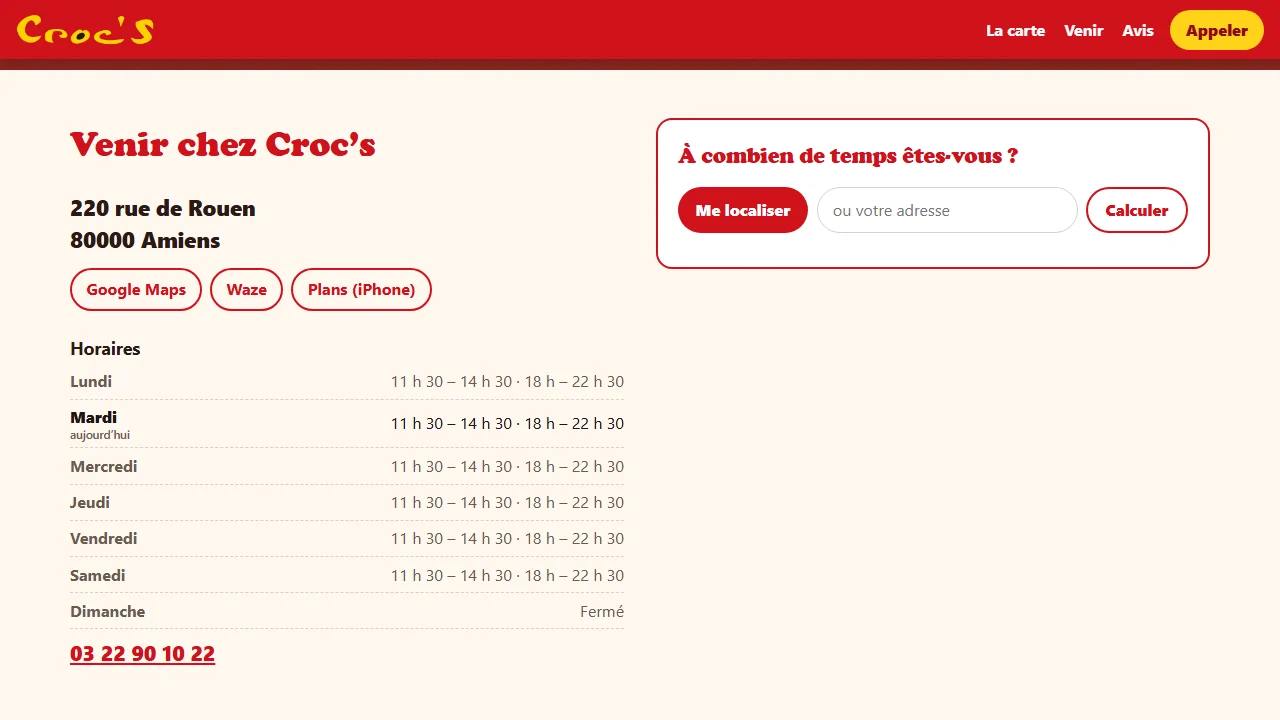 Croc'S
La carte
Venir
Avis
Appeler
Venir chez Croc’s
220 rue de Rouen
80000 Amiens
Google Maps
Waze
Plans (iPhone)
Horaires
Lundi 11 h 30 – 14 h 30 · 18 h – 22 h 30
Mardi 11 h 30 – 14 h 30 · 18 h – 22 h 30
aujourd’hui
Mercredi 11 h 30 – 14 h 30 · 18 h – 22 h 30
Jeudi 11 h 30 – 14 h 30 · 18 h – 22 h 30
Vendredi 11 h 30 – 14 h 30 · 18 h – 22 h 30
Samedi 11 h 30 – 14 h 30 · 18 h – 22 h 30
Dimanche Fermé
03 22 90 10 22
À combien de temps êtes-vous ?
Me localiser
ou votre adresse
Calculer